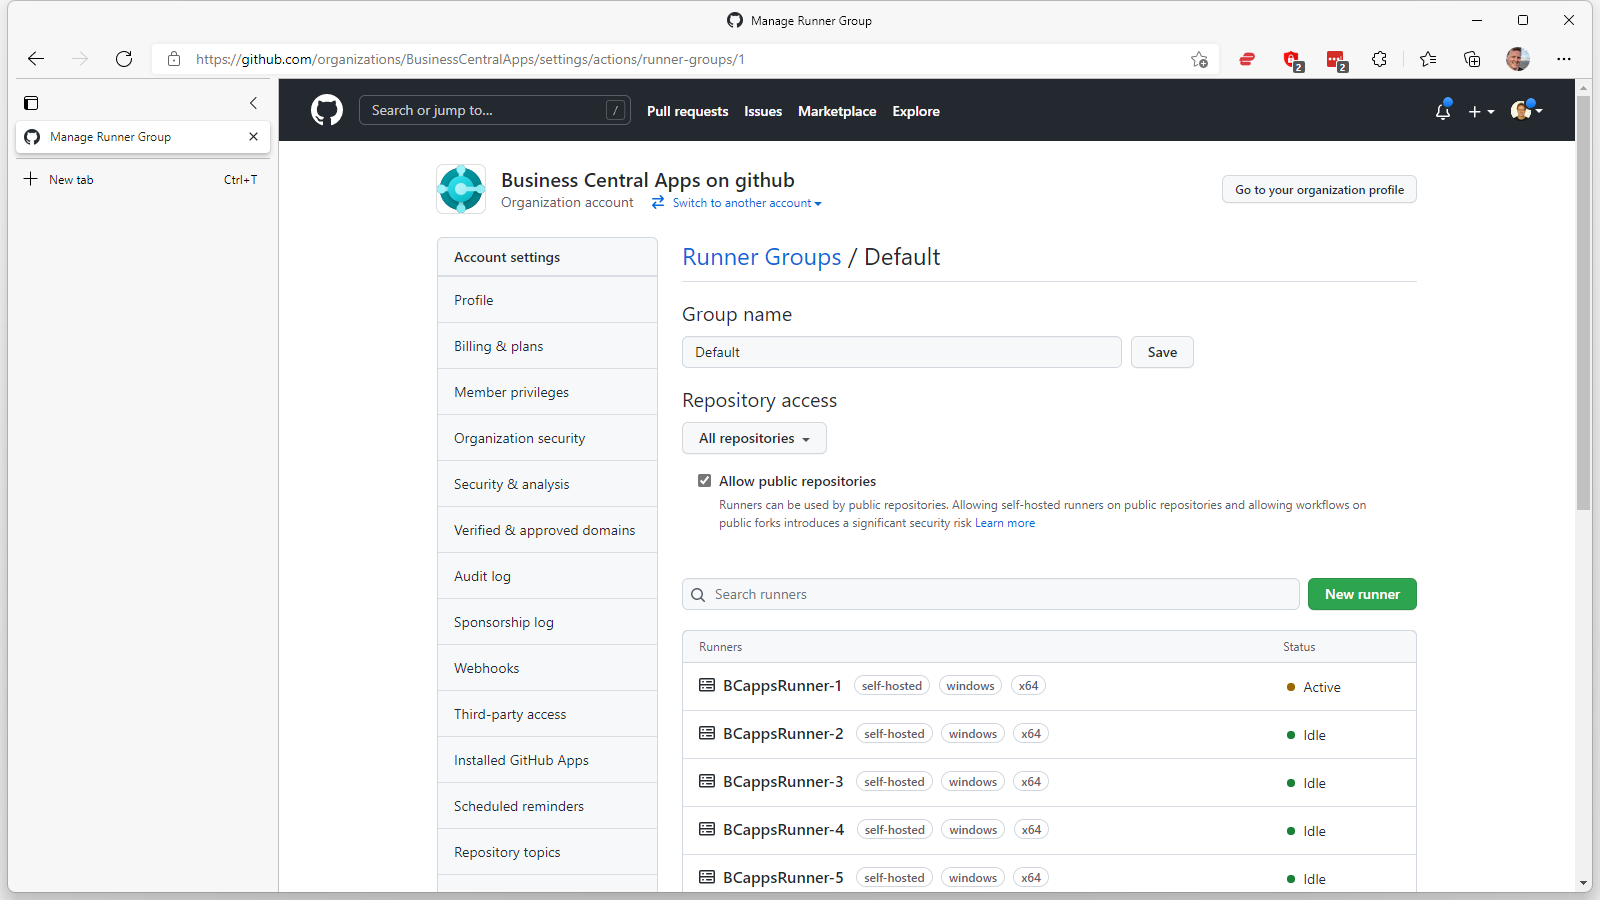 Manage Runner Group
https://github.com/organizations/BusinessCentralApps/settings/actions/runner-groups/1
2
2
Manage Runner Group
New tab Ctrl+T
Search or jump to... /
Pull requests Issues Marketplace Explore
Business Central Apps on github
Organization account Switch to another account
Go to your organization profile
Account settings
Profile
Billing & plans
Member privileges
Organization security
Security & analysis
Verified & approved domains
Audit log
Sponsorship log
Webhooks
Third-party access
Installed GitHub Apps
Scheduled reminders
Repository topics
Runner Groups / Default
Group name
Default Save
Repository access
All repositories
Allow public repositories
Runners can be used by public repositories. Allowing self-hosted runners on public repositories and allowing workflows on
public forks introduces a significant security risk Learn more
Search runners New runner
Runners Status
BCappsRunner-1 self-hosted windows x64 Active
BCappsRunner-2 self-hosted windows x64 Idle
BCappsRunner-3 self-hosted windows x64 Idle
BCappsRunner-4 self-hosted windows x64 Idle
BCappsRunner-5 self-hosted windows x64 Idle